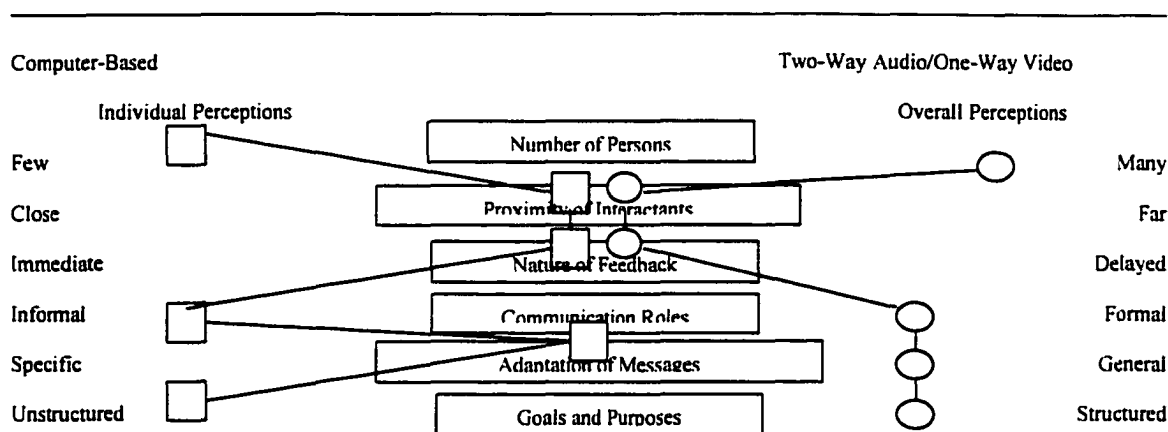 Computer-Based Two-Way Audio/One-Way Video
Individual Perceptions Overall Perceptions
Number of Persons
Few Many
Close Proximity of Interactants Far
Immediate Nature of Feedback Delayed
Informal Communication Roles Formal
Specific Adaptation of Messages General
Unstructured Goals and Purposes Structured